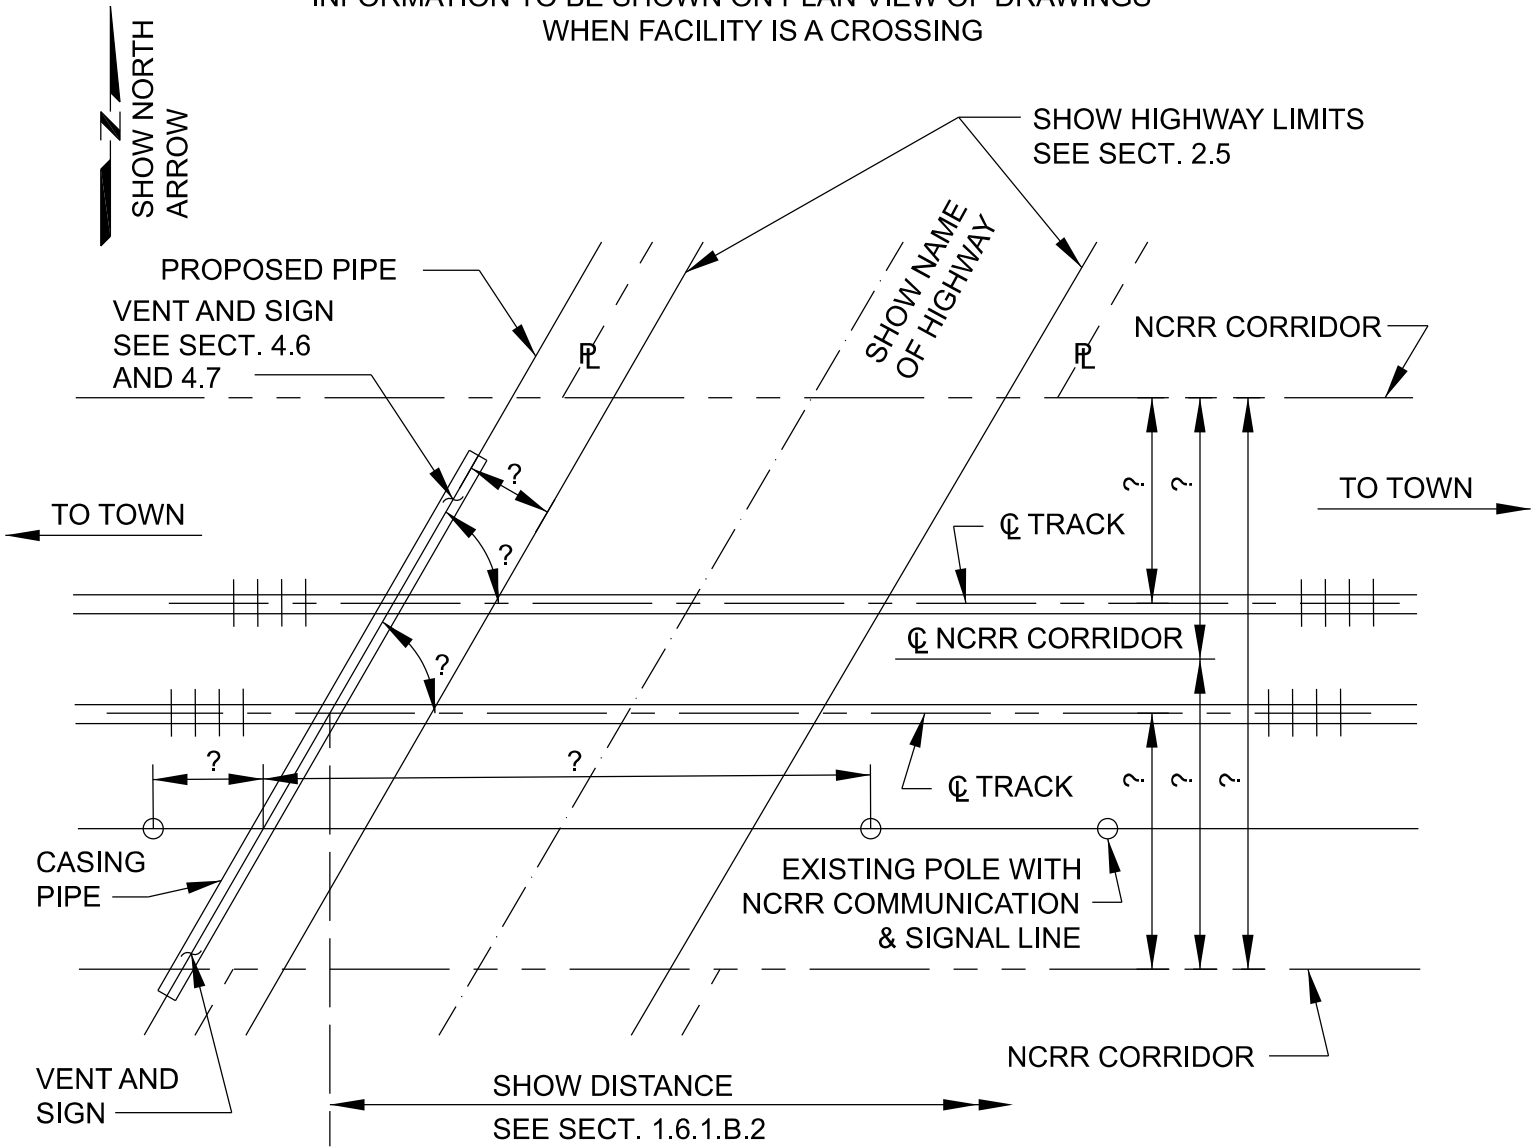 INFORMATION TO BE SHOWN ON PLAN VIEW OF DRAWINGS
WHEN FACILITY IS A CROSSING
N
SHOW NORTH
ARROW
SHOW HIGHWAY LIMITS
SEE SECT. 2.5
SHOW NAME
OF HIGHWAY
PROPOSED PIPE
VENT AND SIGN
SEE SECT. 4.6
AND 4.7
PL
PL
NCRR CORRIDOR
?
?
?
TO TOWN
TO TOWN
CL TRACK
?
CL NCRR CORRIDOR
?
?
?
?
?
?
CL TRACK
CASING
PIPE
EXISTING POLE WITH
NCRR COMMUNICATION
& SIGNAL LINE
NCRR CORRIDOR
VENT AND
SIGN
SHOW DISTANCE
SEE SECT. 1.6.1.B.2